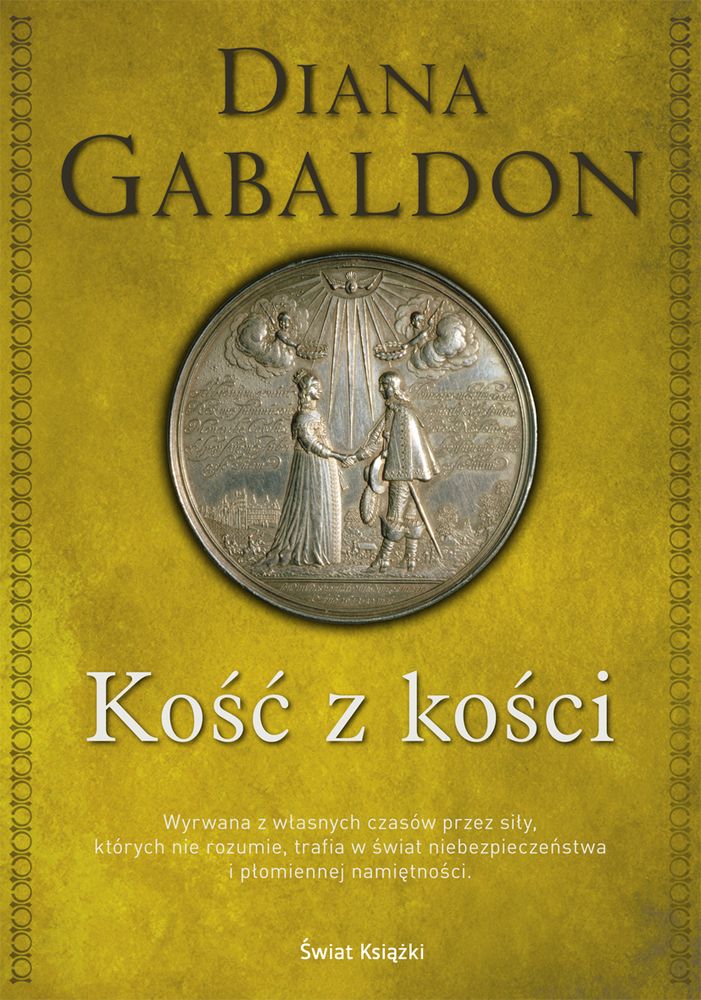 DIANA
GABALDON
Kość z kości
Wyrwana z własnych czasów przez siły,
których nie rozumie, trafia w świat niebezpieczeństwa
i płomiennej namiętności.
Świat Książki